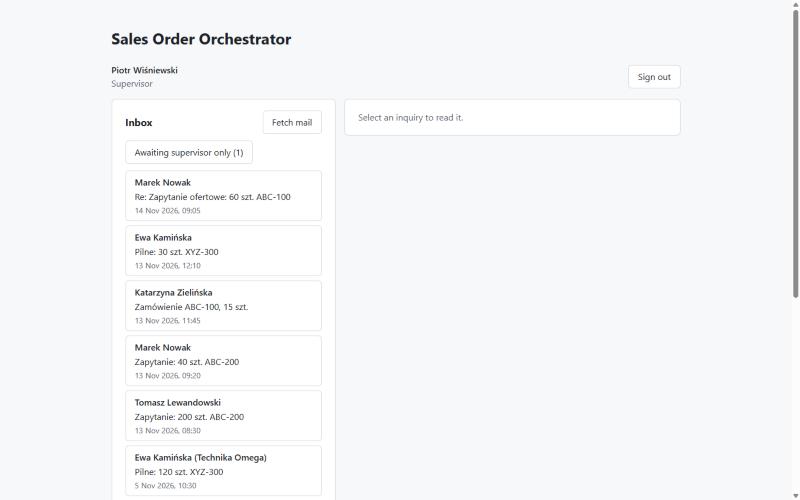 Sales Order Orchestrator
Piotr Wiśniewski
Supervisor
Sign out
Inbox
Fetch mail
Awaiting supervisor only (1)
Marek Nowak
Re: Zapytanie ofertowe: 60 szt. ABC-100
14 Nov 2026, 09:05
Ewa Kamińska
Pilne: 30 szt. XYZ-300
13 Nov 2026, 12:10
Katarzyna Zielińska
Zamówienie ABC-100, 15 szt.
13 Nov 2026, 11:45
Marek Nowak
Zapytanie: 40 szt. ABC-200
13 Nov 2026, 09:20
Tomasz Lewandowski
Zapytanie: 200 szt. ABC-200
13 Nov 2026, 08:30
Ewa Kamińska (Technika Omega)
Pilne: 120 szt. XYZ-300
5 Nov 2026, 10:30
Select an inquiry to read it.